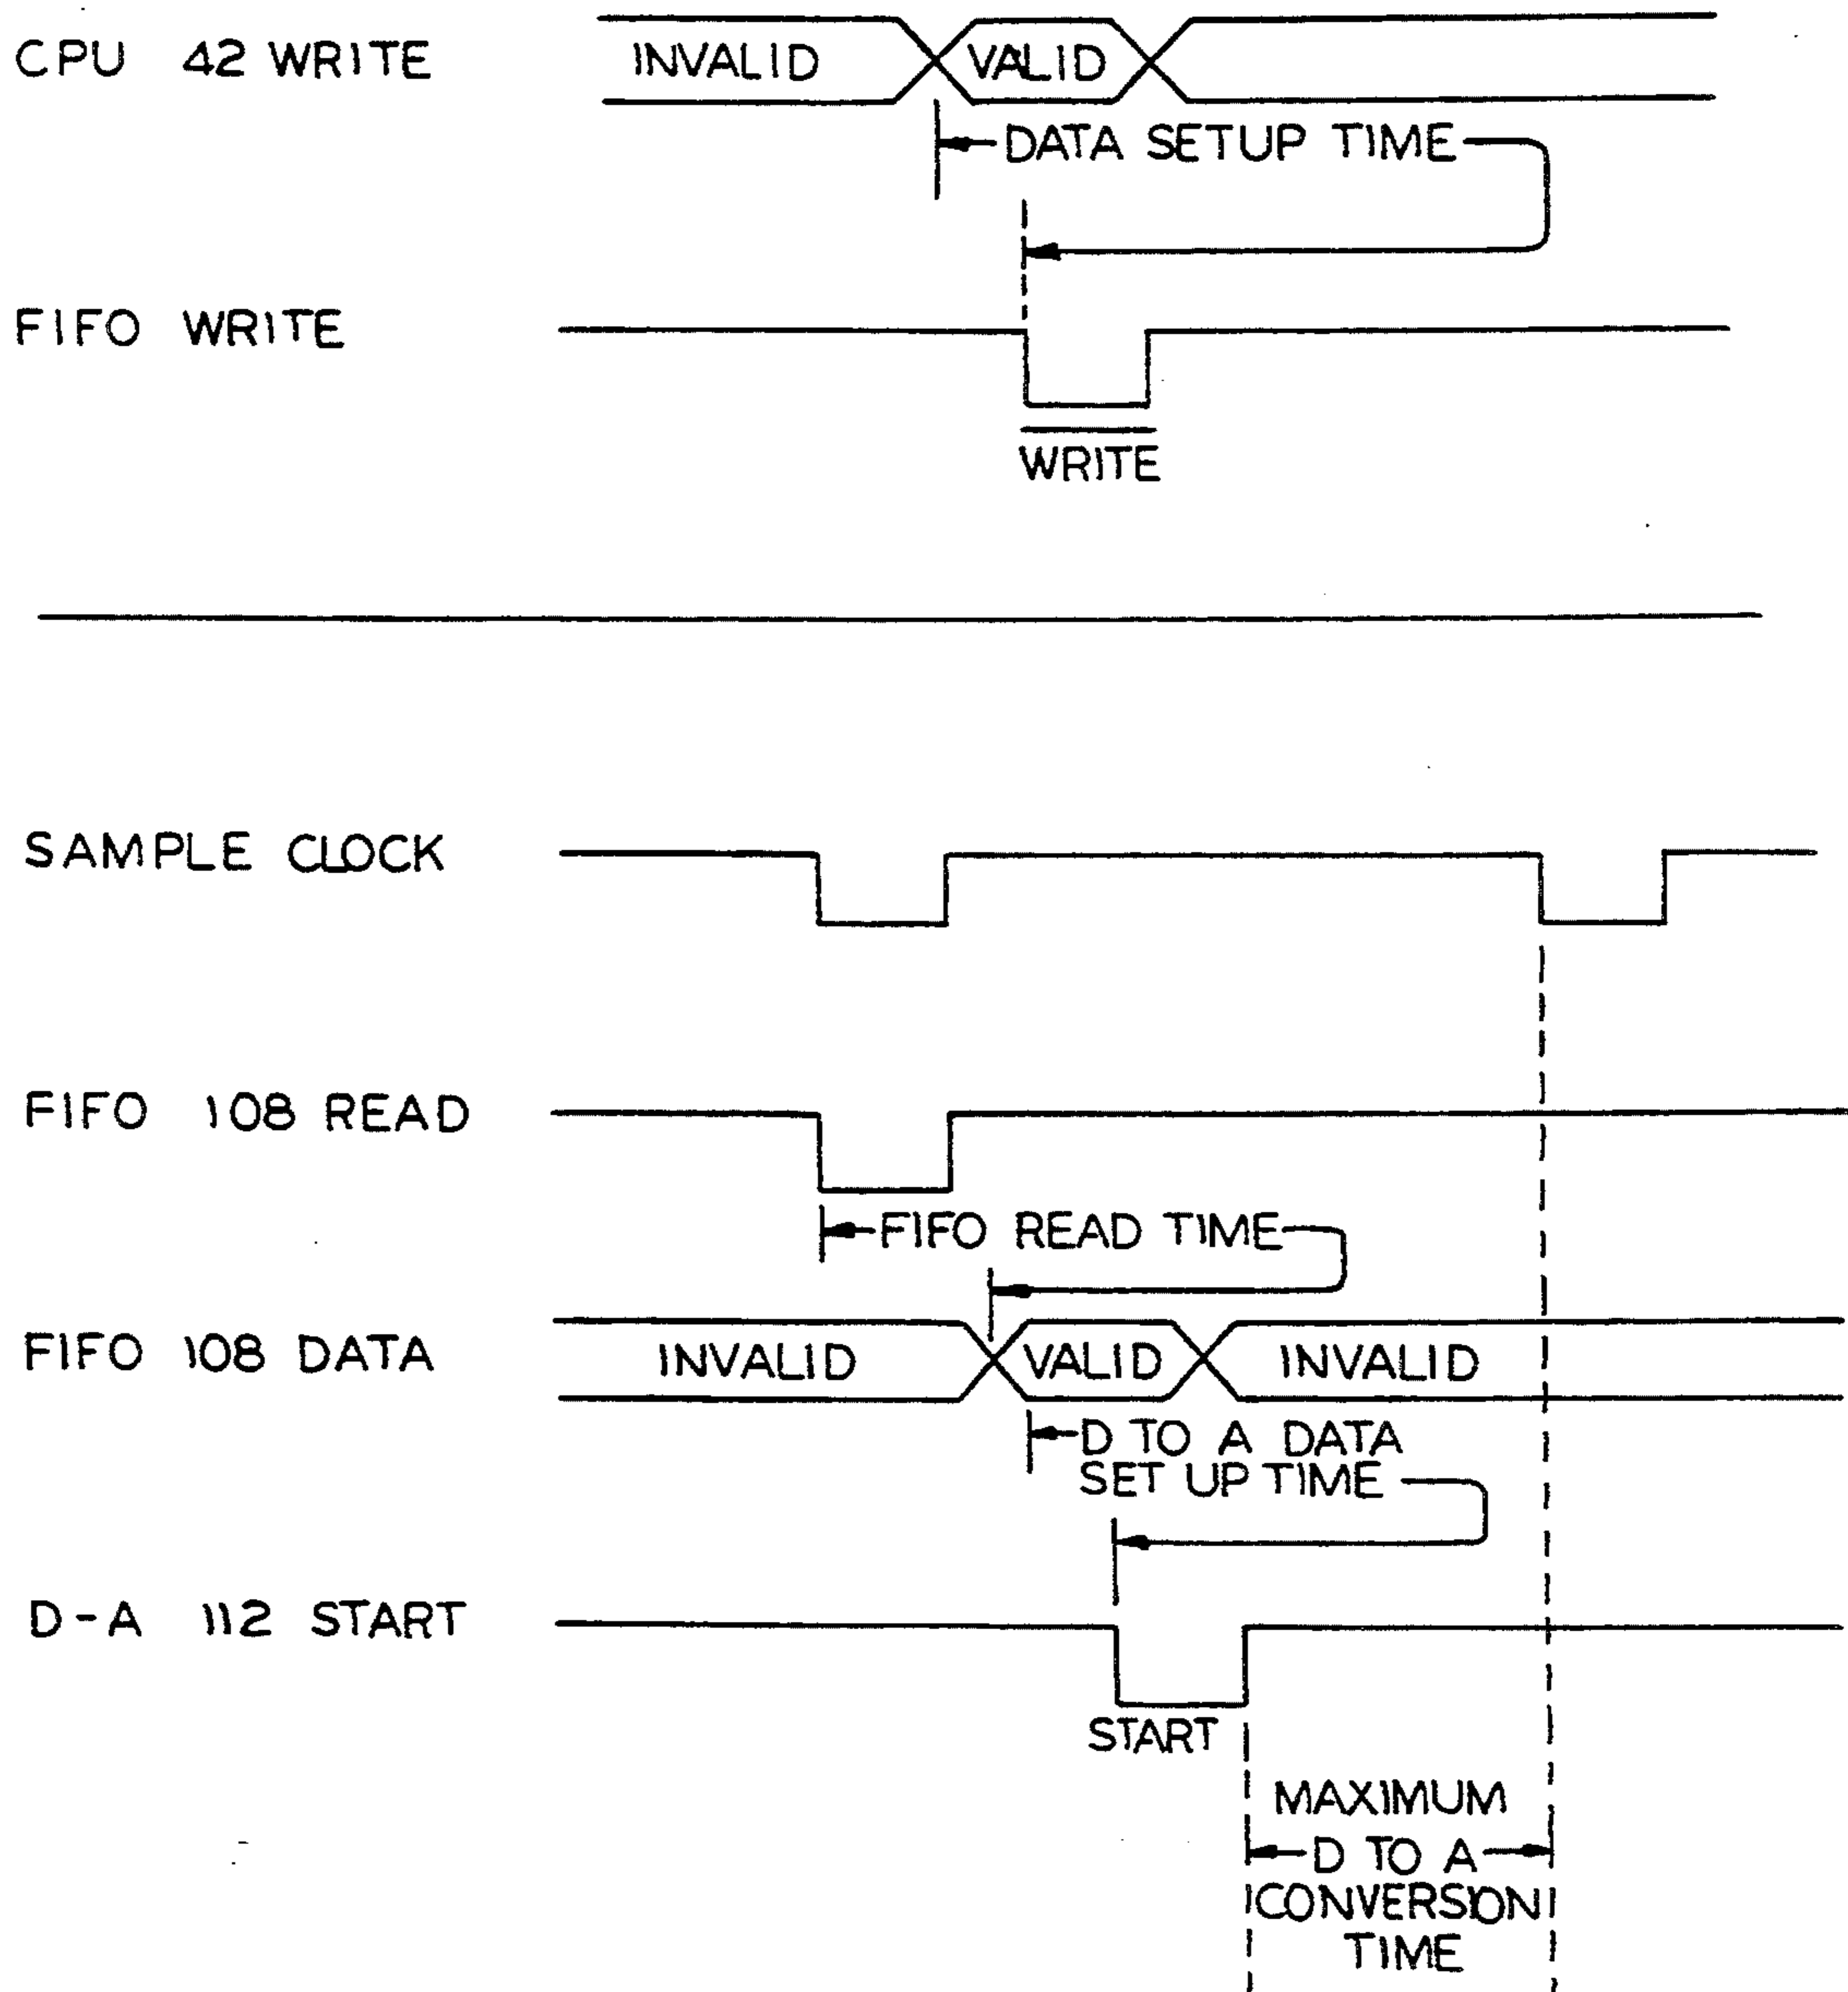 CPU 42 WRITE
INVALID
VALID
DATA SETUP TIME
FIFO WRITE
WRITE
SAMPLE CLOCK
FIFO 108 READ
FIFO READ TIME
FIFO 108 DATA
INVALID
VALID
INVALID
D TO A DATA
SET UP TIME
D-A 112 START
START
MAXIMUM
D TO A
CONVERSION
TIME